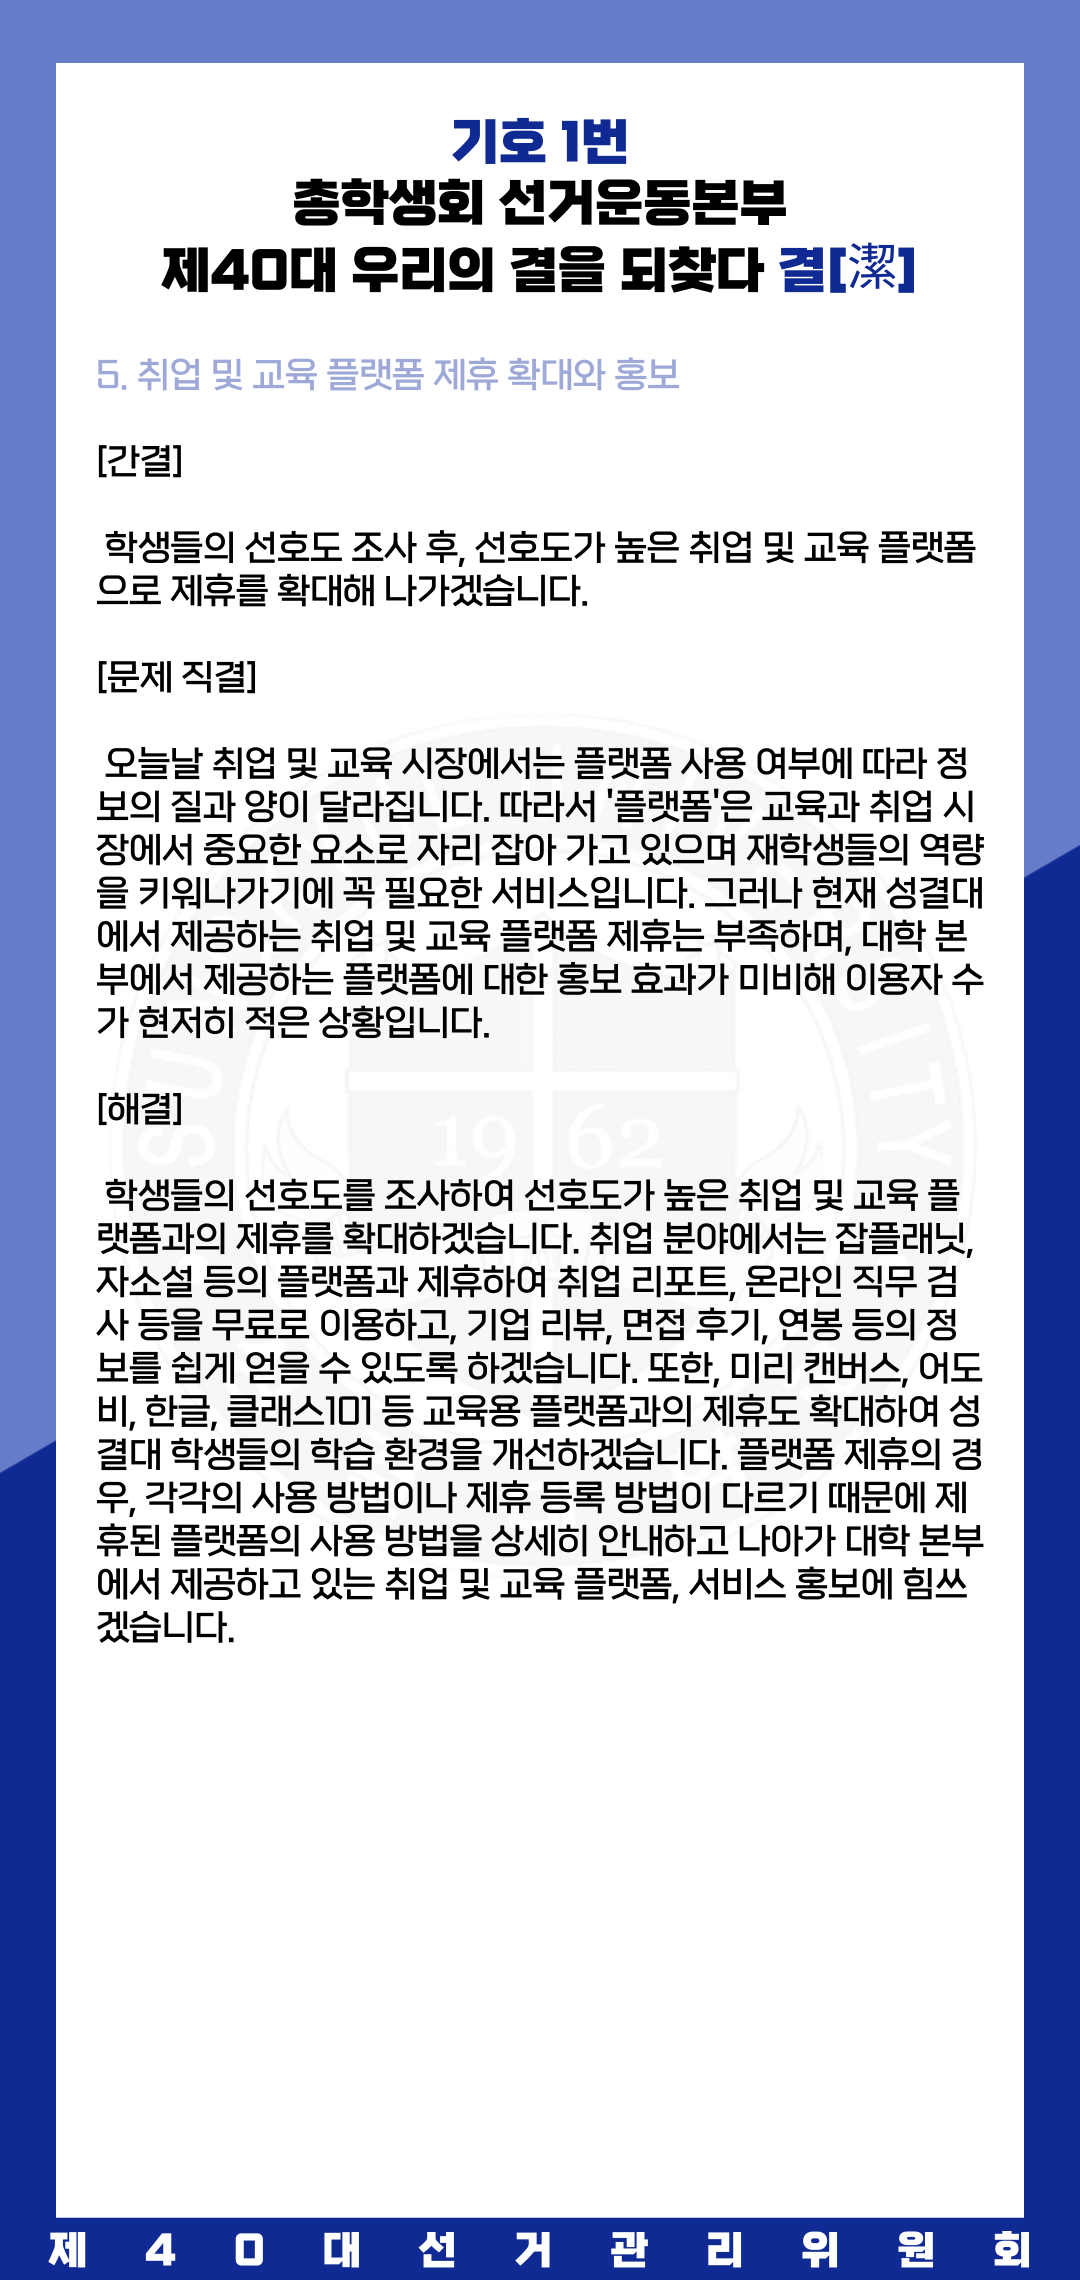 기호 1번
총학생회 선거운동본부
제40대 우리의 결을 되찾다 결[潔]
5. 취업 및 교육 플랫폼 제휴 확대와 홍보
[간결]
학생들의 선호도 조사 후, 선호도가 높은 취업 및 교육 플랫폼
으로 제휴를 확대해 나가겠습니다.
[문제 직결]
오늘날 취업 및 교육 시장에서는 플랫폼 사용 여부에 따라 정
보의 질과 양이 달라집니다. 따라서 '플랫폼'은 교육과 취업 시
장에서 중요한 요소로 자리 잡아 가고 있으며 재학생들의 역량
을 키워나가기에 꼭 필요한 서비스입니다. 그러나 현재 성결대
에서 제공하는 취업 및 교육 플랫폼 제휴는 부족하며, 대학 본
부에서 제공하는 플랫폼에 대한 홍보 효과가 미비해 이용자 수
가 현저히 적은 상황입니다.
[해결]
1962
학생들의 선호도를 조사하여 선호도가 높은 취업 및 교육 플
랫폼과의 제휴를 확대하겠습니다. 취업 분야에서는 잡플래닛,
자소설 등의 플랫폼과 제휴하여 취업 리포트, 온라인 직무 검
사 등을 무료로 이용하고, 기업 리뷰, 면접 후기, 연봉 등의 정
보를 쉽게 얻을 수 있도록 하겠습니다. 또한, 미리 캔버스, 어도
비, 한글, 클래스101 등 교육용 플랫폼과의 제휴도 확대하여 성
결대 학생들의 학습 환경을 개선하겠습니다. 플랫폼 제휴의 경
우, 각각의 사용 방법이나 제휴 등록 방법이 다르기 때문에 제
휴된 플랫폼의 사용 방법을 상세히 안내하고 나아가 대학 본부
에서 제공하고 있는 취업 및 교육 플랫폼, 서비스 홍보에 힘쓰
겠습니다.
제40대선거관리위원회